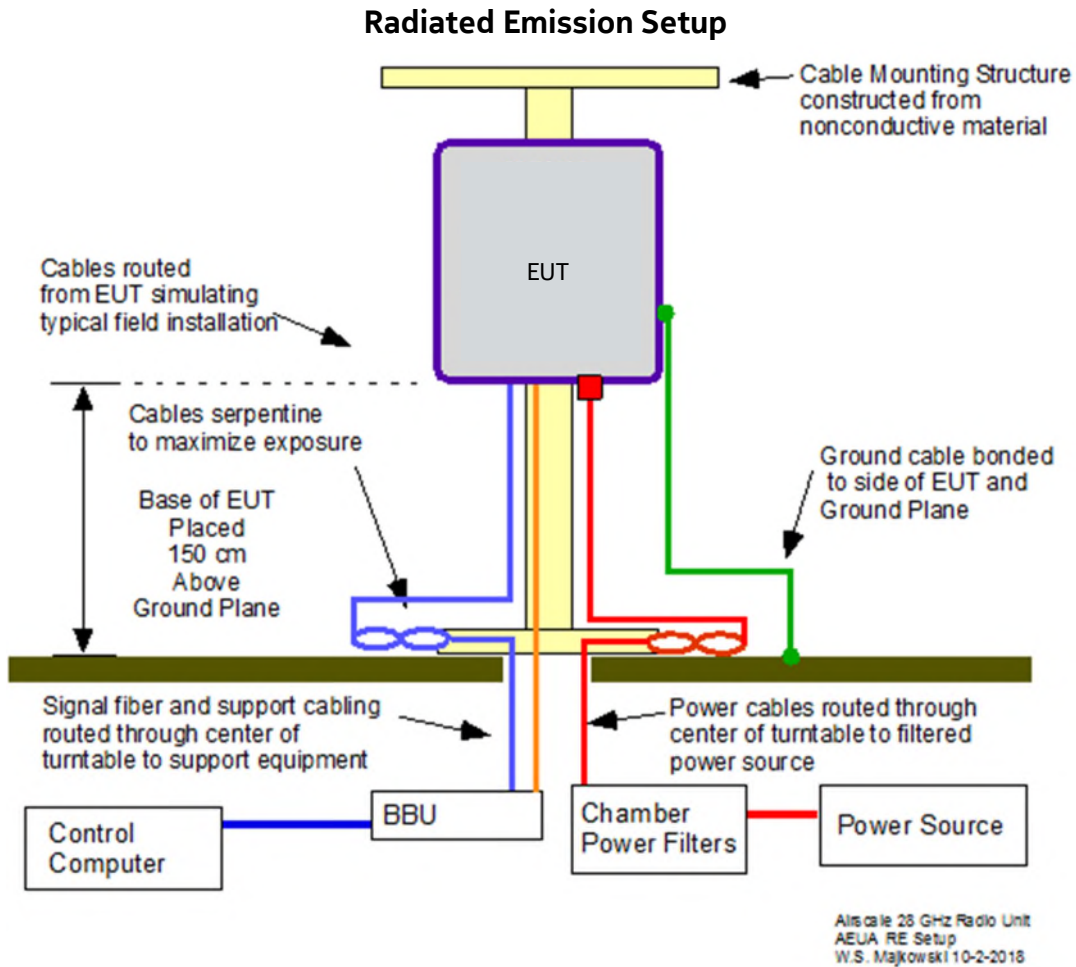 Radiated Emission Setup
Cable Mounting Structure
constructed from
nonconductive material
EUT
Cables routed
from EUT simulating
typical field installation
Cables serpentine
to maximize exposure
Base of EUT
Placed
150 cm
Above
Ground Plane
Ground cable bonded
to side of EUT and
Ground Plane
Signal fiber and support cabling
routed through center of
turntable to support equipment
Power cables routed through
center of turntable to filtered
power source
Control
Computer
BBU
Chamber
Power Filters
Power Source
Airscale 28 GHz Radio Unit
AEUA RE Setup
W.S. Majkowski 10-2-2018